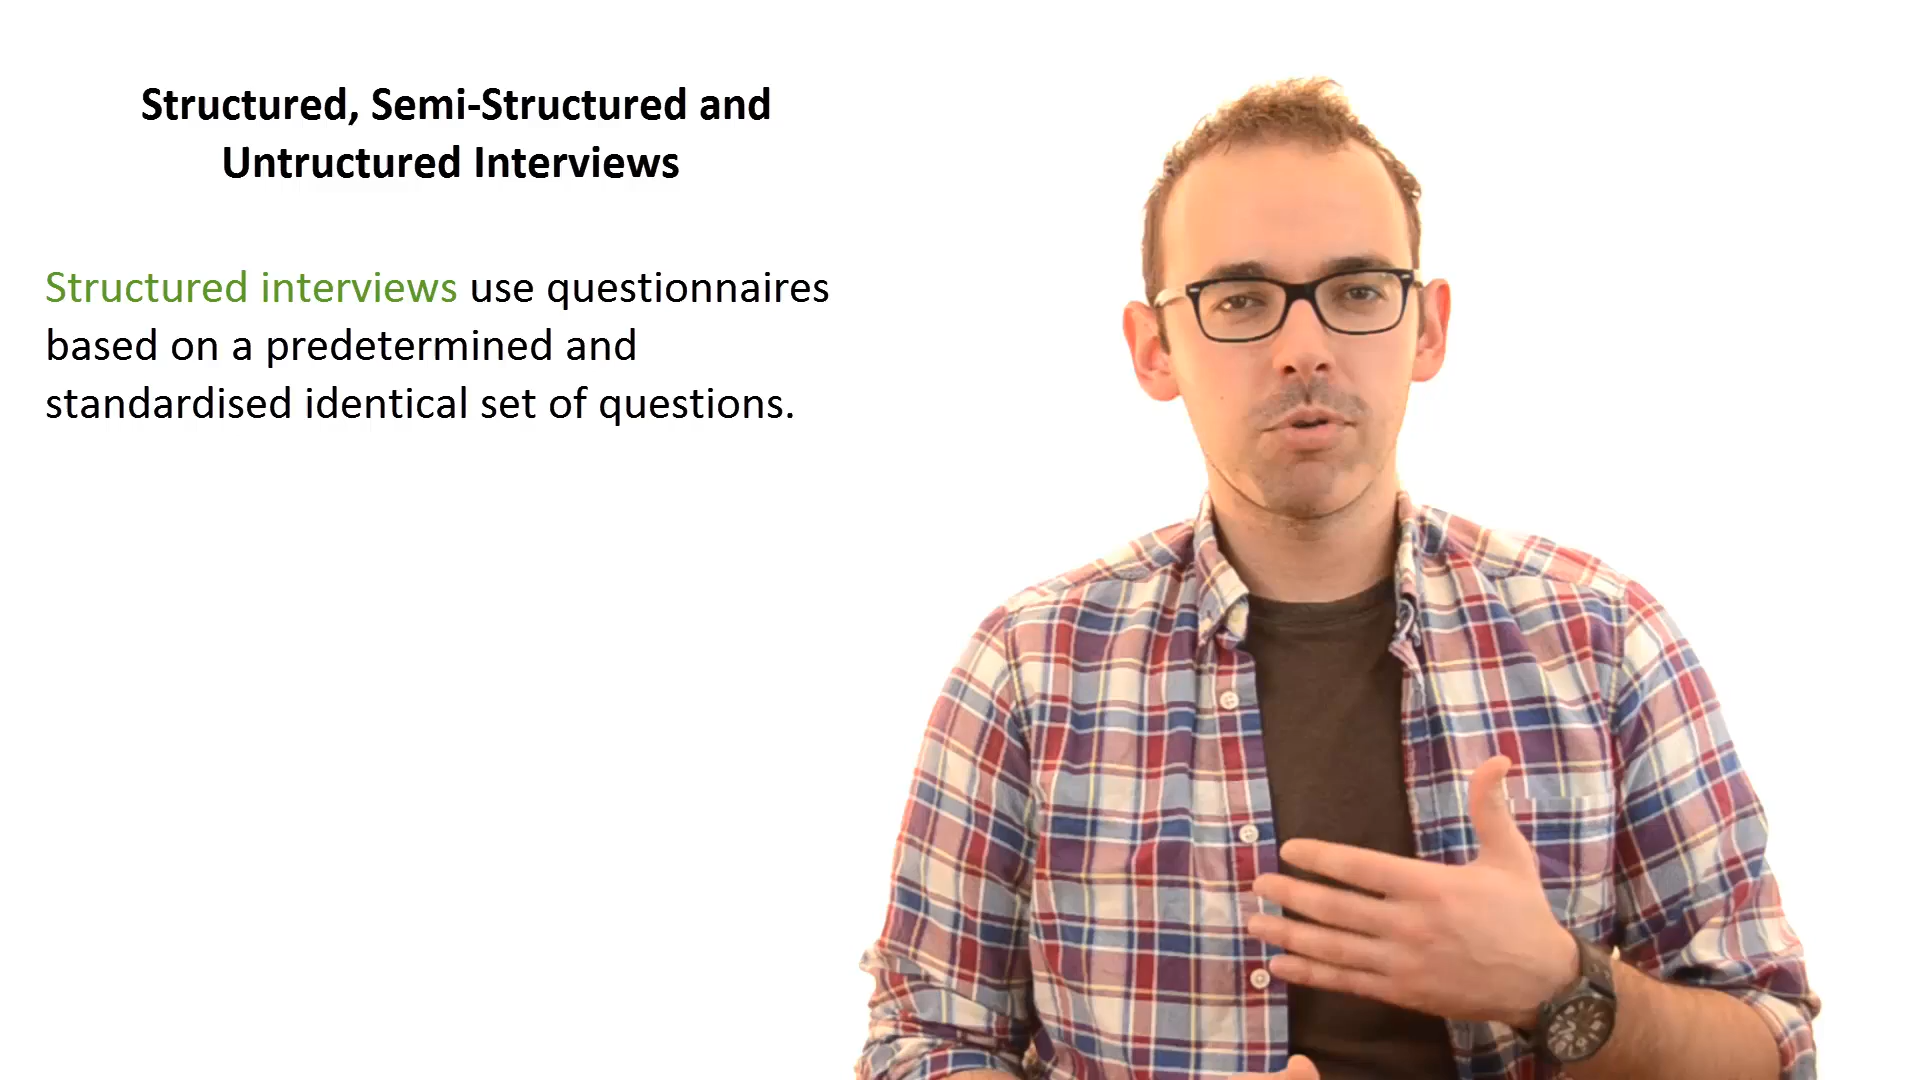 Structured, Semi-Structured and
Untructured Interviews
Structured interviews use questionnaires
based on a predetermined and
standardised identical set of questions.